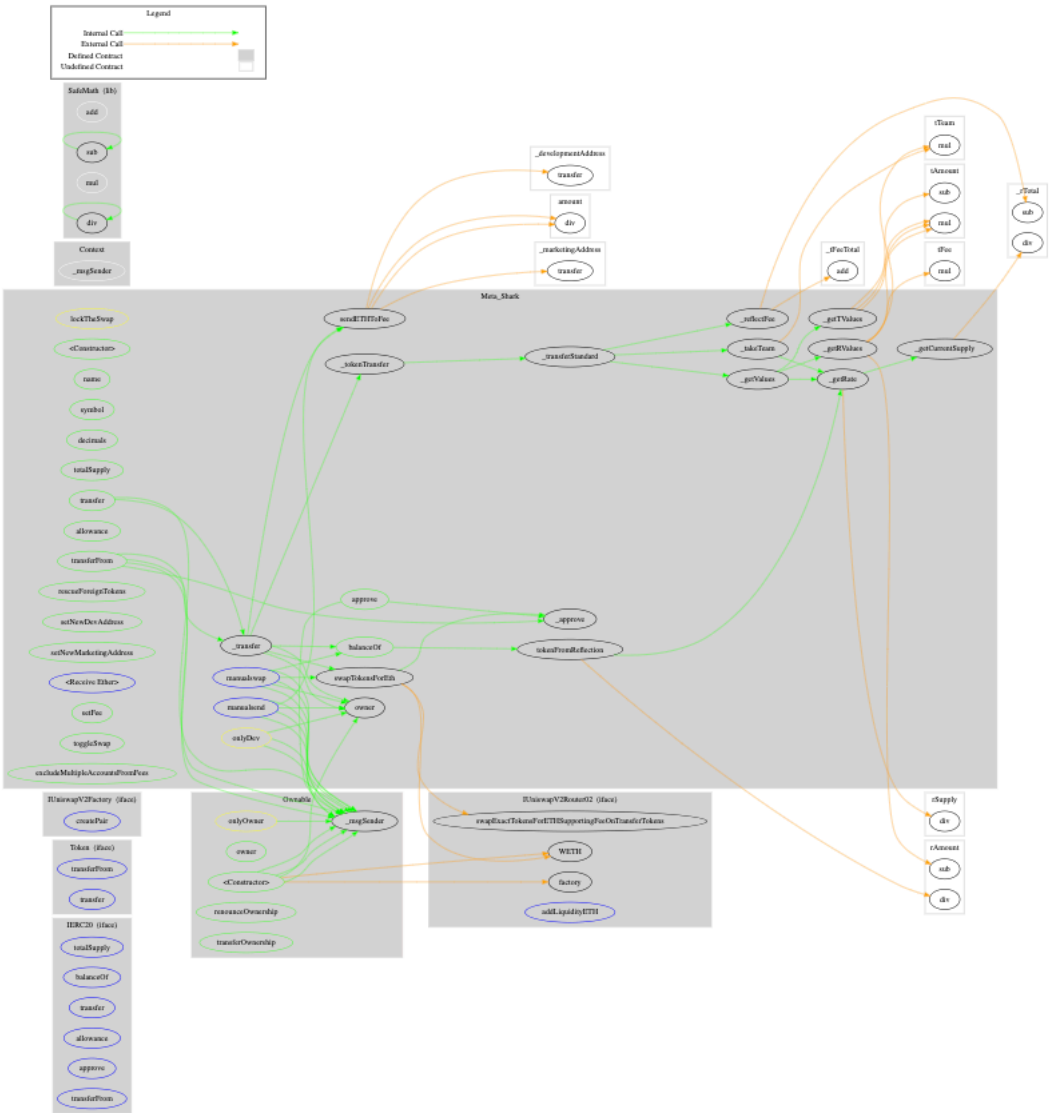 Legend
Internal Call
External Call
Defined Contract
Undefined Contract
SafeMath (lib)
add
sub
mul
div
Context
_msgSender
_developmentAddress
transfer
amount
div
_marketingAddress
transfer
_tFeeTotal
add
tTeam
mul
tAmount
sub
mul
tFee
mul
_rTotal
sub
div
Meta_Shark
lockTheSwap
<Constructor>
name
symbol
decimals
totalSupply
transfer
allowance
transferFrom
rescueForeignTokens
setNewDevAddress
setNewMarketingAddress
<Receive Ether>
setFee
toggleSwap
excludeMultipleAccountsFromFees
_transfer
manualswap
manualsend
onlyDev
sendETHToFee
_tokenTransfer
approve
balanceOf
swapTokensForEth
owner
_transferStandard
_approve
tokenFromReflection
_reflectFee
_takeTeam
_getValues
_getTValues
_getRValues
_getRate
_getCurrentSupply
IUniswapV2Factory (iface)
createPair
Token (iface)
transferFrom
transfer
IERC20 (iface)
totalSupply
balanceOf
transfer
allowance
approve
transferFrom
Ownable
onlyOwner
owner
<Constructor>
renounceOwnership
transferOwnership
_msgSender
IUniswapV2Router02 (iface)
swapExactTokensForETHSupportingFeeOnTransferTokens
WETH
factory
addLiquidityETH
rSupply
div
rAmount
sub
div